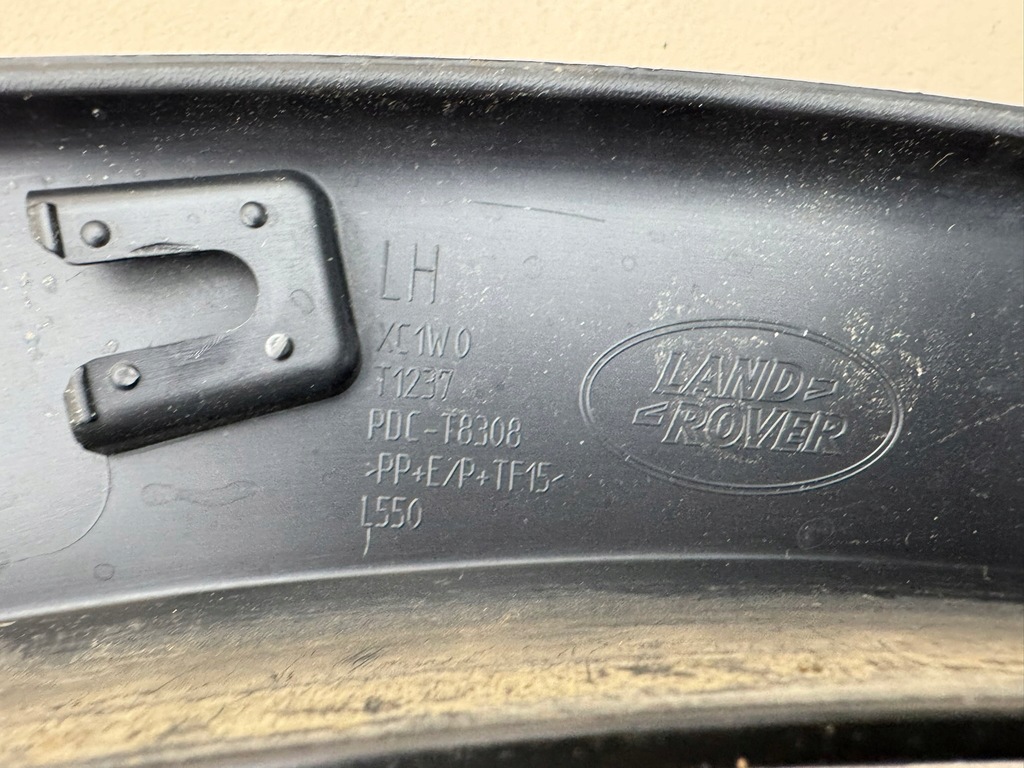 LH
XC1W0
T1237
PDC-T8308
>PP+E/P+TF15<
L550
LAND
ROVER